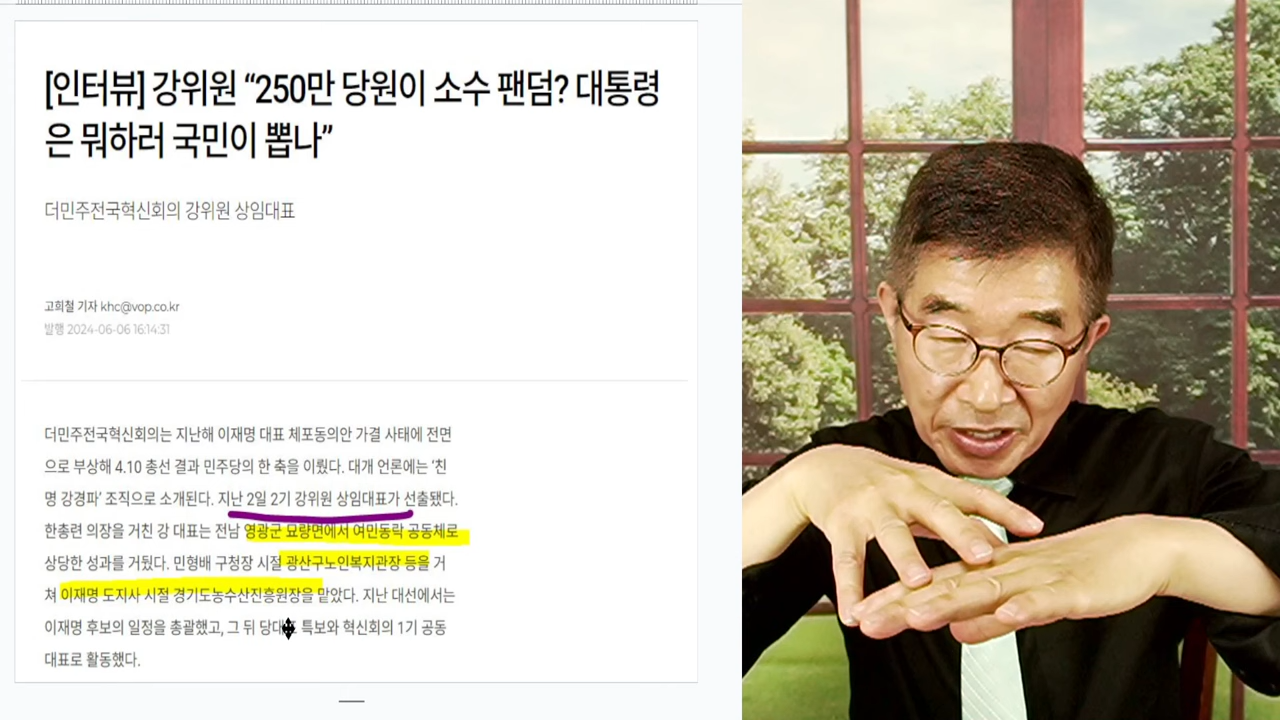 [인터뷰] 강위원 “250만 당원이 소수 팬덤? 대통령
은 뭐하러 국민이 뽑나”
더민주전국혁신회의 강위원 상임대표
고희철 기자 khc@vop.co.kr
발행 2024-06-06 16:14:31
더민주전국혁신회의는 지난해 이재명 대표 체포동의안 가결 사태에 전면
으로 부상해 4.10 총선 결과 민주당의 한 축을 이뤘다. 대개 언론에는 ‘친
명 강경파’ 조직으로 소개된다. 지난 2일 2기 강위원 상임대표가 선출됐다.
한총련 의장을 거친 강 대표는 전남 영광군 묘량면에서 여민동락 공동체로
상당한 성과를 거뒀다. 민형배 구청장 시절 광산구노인복지관장 등을 거
쳐 이재명 도지사 시절 경기도농수산진흥원장을 맡았다. 지난 대선에서는
이재명 후보의 일정을 총괄했고, 그 뒤 당대표 특보와 혁신회의 1기 공동
대표로 활동했다.